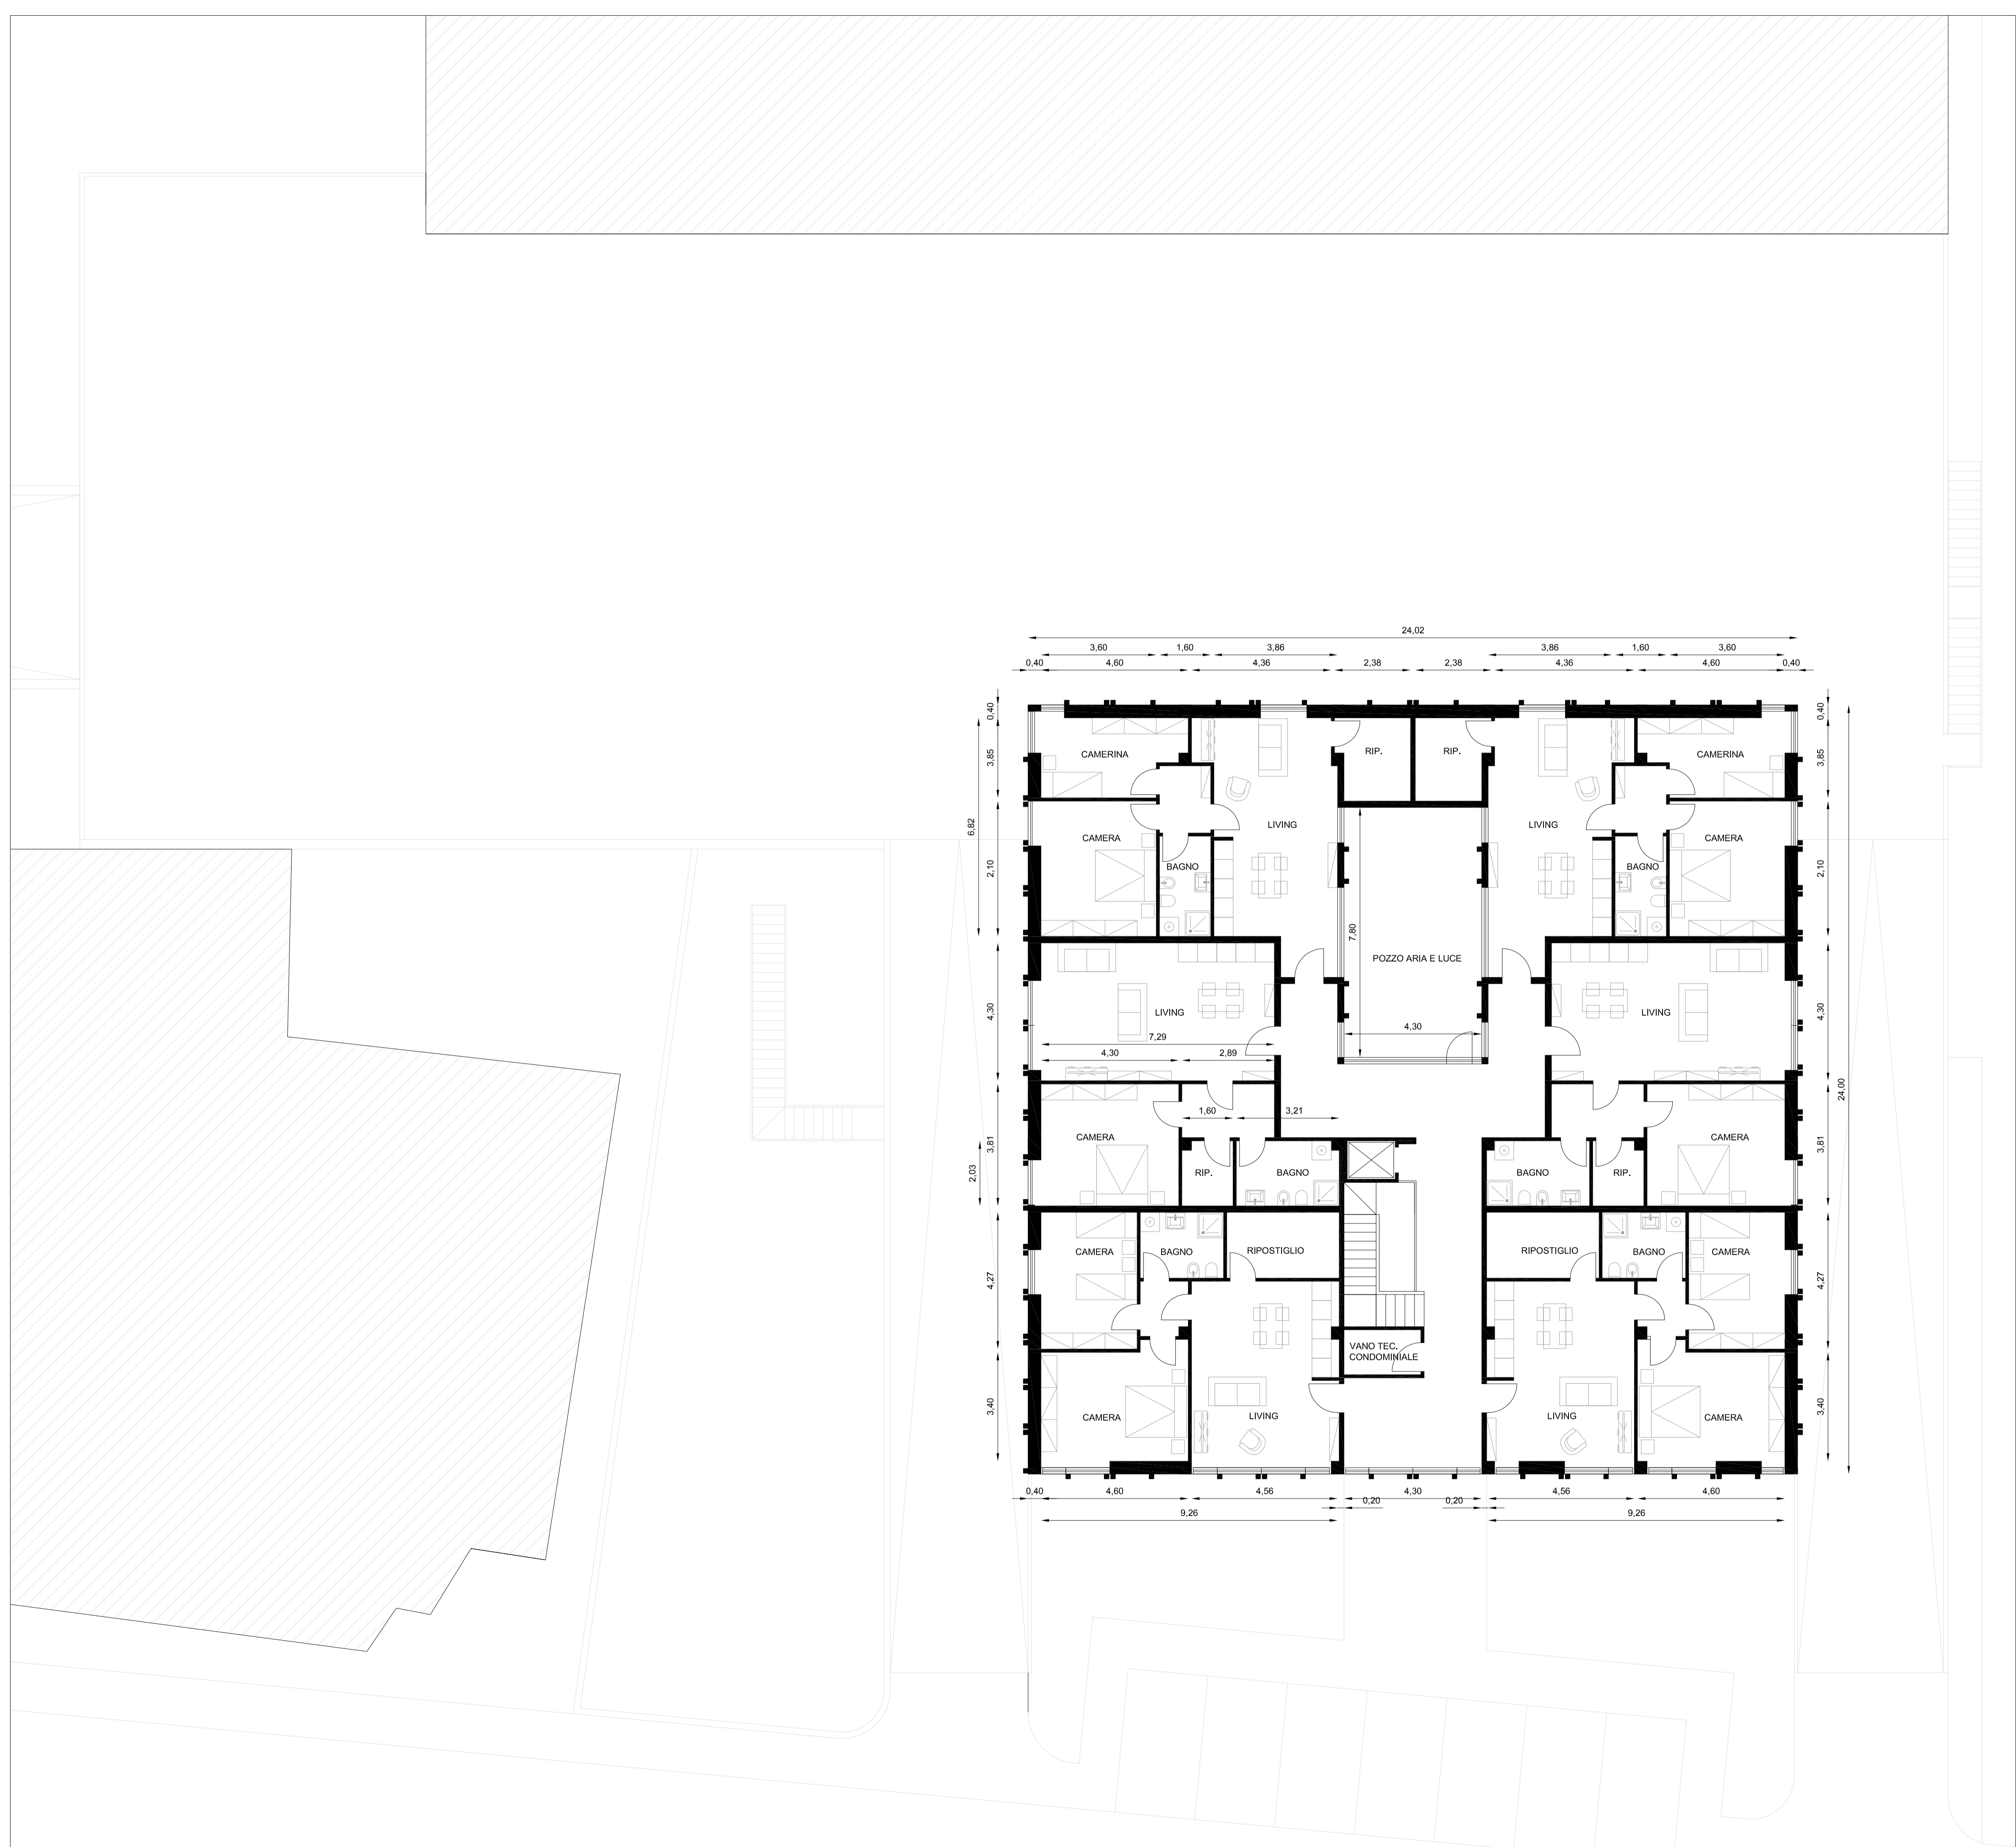 24,02
3,60 1,60 3,86 3,86 1,60 3,60
0,40 4,60 4,36 2,38 2,38 4,36 4,60 0,40
0,40 0,40
CAMERINA RIP. RIP. CAMERINA
3,85 3,85
6,82
LIVING LIVING
CAMERA CAMERA
BAGNO BAGNO
2,10 2,10
7,80
POZZO ARIA E LUCE
4,30 LIVING LIVING 4,30
4,30
7,29
4,30 2,89
24,00
1,60 3,21
CAMERA CAMERA
3,81 3,81
2,03
RIP. BAGNO BAGNO RIP.
CAMERA BAGNO RIPOSTIGLIO RIPOSTIGLIO BAGNO CAMERA
4,27 4,27
VANO TEC.
CONDOMINIALE
3,40 3,40
CAMERA LIVING LIVING CAMERA
0,40 4,60 4,56 4,30 4,56 4,60
0,20 0,20
9,26 9,26